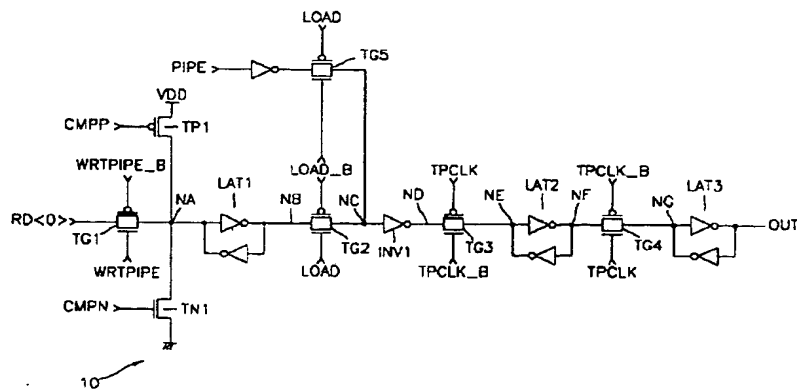 LOAD
TG5
PIPE
VDD
CMPP
TP1
WRTPIPE_B
LOAD_B
TPCLK
TPCLK_B
NA
LAT1
NB
NC
ND
NE
LAT2
NF
NG
LAT3
RD<0>
OUT
TG1
TG2
INV1
TG3
TG4
WRTPIPE
LOAD
TPCLK_B
TPCLK
CMPN
TN1
10